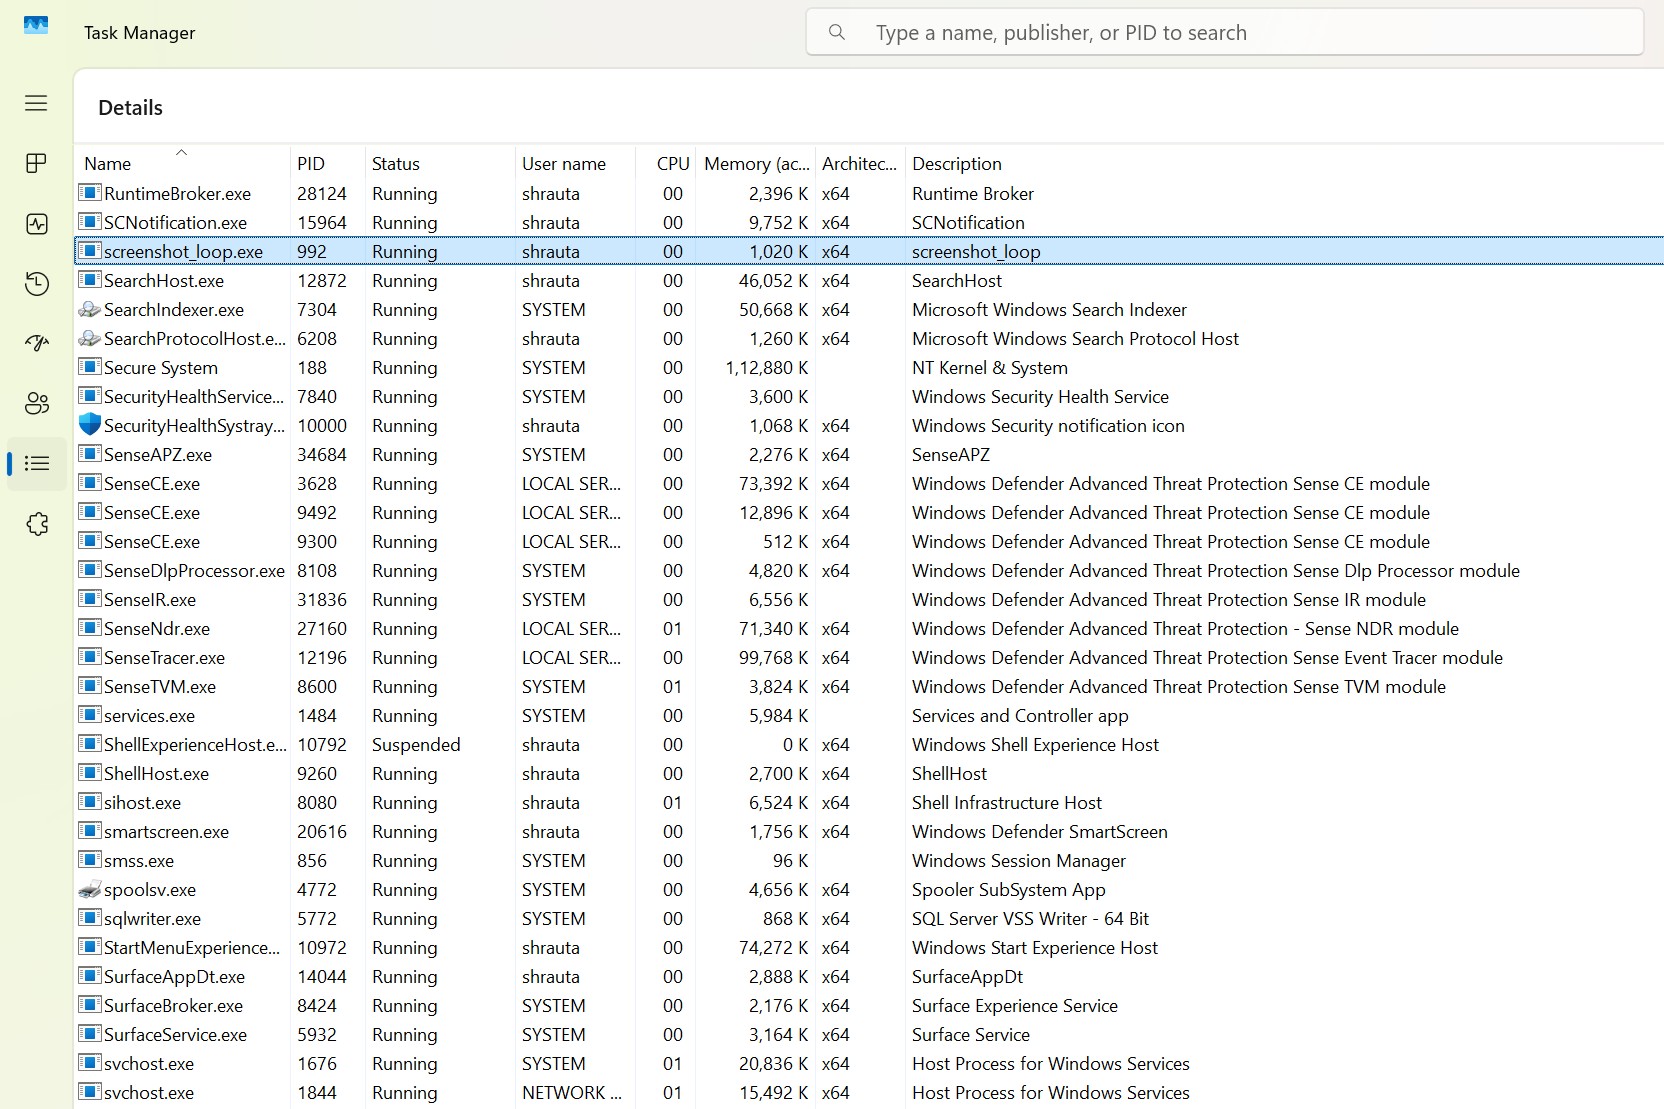 Task Manager
Type a name, publisher, or PID to search
Details
Name PID Status User name CPU Memory (ac... Architec... Description
RuntimeBroker.exe 28124 Running shrauta 00 2,396 K x64 Runtime Broker
SCNotification.exe 15964 Running shrauta 00 9,752 K x64 SCNotification
screenshot_loop.exe 992 Running shrauta 00 1,020 K x64 screenshot_loop
SearchHost.exe 12872 Running shrauta 00 46,052 K x64 SearchHost
SearchIndexer.exe 7304 Running SYSTEM 00 50,668 K x64 Microsoft Windows Search Indexer
SearchProtocolHost.e... 6208 Running shrauta 00 1,260 K x64 Microsoft Windows Search Protocol Host
Secure System 188 Running SYSTEM 00 1,12,880 K NT Kernel & System
SecurityHealthService... 7840 Running SYSTEM 00 3,600 K Windows Security Health Service
SecurityHealthSystray... 10000 Running shrauta 00 1,068 K x64 Windows Security notification icon
SenseAPZ.exe 34684 Running SYSTEM 00 2,276 K x64 SenseAPZ
SenseCE.exe 3628 Running LOCAL SER... 00 73,392 K x64 Windows Defender Advanced Threat Protection Sense CE module
SenseCE.exe 9492 Running LOCAL SER... 00 12,896 K x64 Windows Defender Advanced Threat Protection Sense CE module
SenseCE.exe 9300 Running LOCAL SER... 00 512 K x64 Windows Defender Advanced Threat Protection Sense CE module
SenseDlpProcessor.exe 8108 Running SYSTEM 00 4,820 K x64 Windows Defender Advanced Threat Protection Sense Dlp Processor module
SenseIR.exe 31836 Running SYSTEM 00 6,556 K Windows Defender Advanced Threat Protection Sense IR module
SenseNdr.exe 27160 Running LOCAL SER... 01 71,340 K x64 Windows Defender Advanced Threat Protection - Sense NDR module
SenseTracer.exe 12196 Running LOCAL SER... 00 99,768 K x64 Windows Defender Advanced Threat Protection Sense Event Tracer module
SenseTVM.exe 8600 Running SYSTEM 01 3,824 K x64 Windows Defender Advanced Threat Protection Sense TVM module
services.exe 1484 Running SYSTEM 00 5,984 K Services and Controller app
ShellExperienceHost.e... 10792 Suspended shrauta 00 0 K x64 Windows Shell Experience Host
ShellHost.exe 9260 Running shrauta 00 2,700 K x64 ShellHost
sihost.exe 8080 Running shrauta 01 6,524 K x64 Shell Infrastructure Host
smartscreen.exe 20616 Running shrauta 00 1,756 K x64 Windows Defender SmartScreen
smss.exe 856 Running SYSTEM 00 96 K Windows Session Manager
spoolsv.exe 4772 Running SYSTEM 00 4,656 K x64 Spooler SubSystem App
sqlwriter.exe 5772 Running SYSTEM 00 868 K x64 SQL Server VSS Writer - 64 Bit
StartMenuExperience... 10972 Running shrauta 00 74,272 K x64 Windows Start Experience Host
SurfaceAppDt.exe 14044 Running shrauta 00 2,888 K x64 SurfaceAppDt
SurfaceBroker.exe 8424 Running SYSTEM 00 2,176 K x64 Surface Experience Service
SurfaceService.exe 5932 Running SYSTEM 00 3,164 K x64 Surface Service
svchost.exe 1676 Running SYSTEM 01 20,836 K x64 Host Process for Windows Services
svchost.exe 1844 Running NETWORK ... 01 15,492 K x64 Host Process for Windows Services